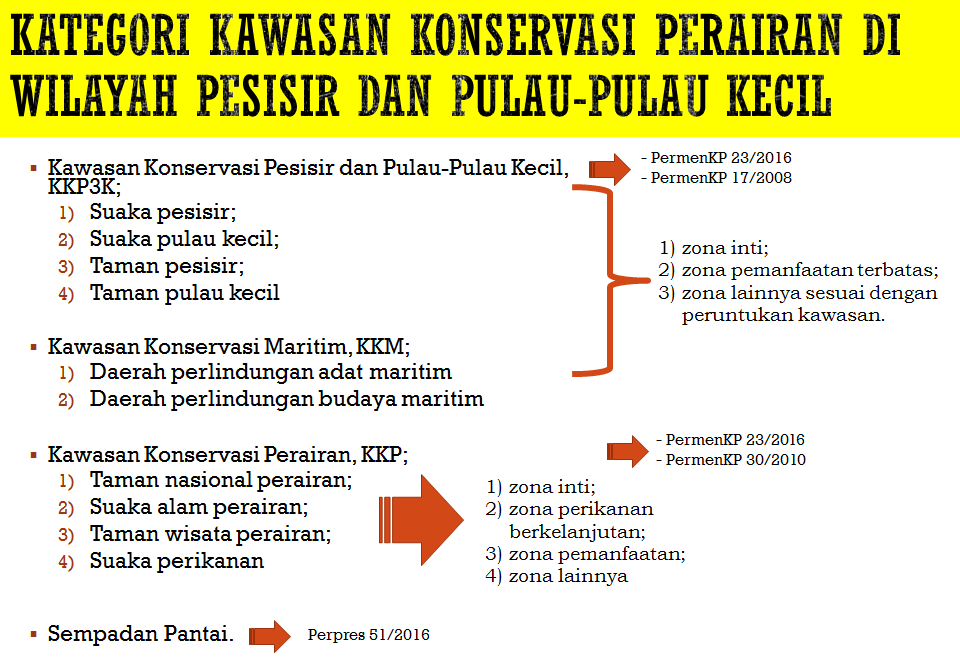 KATEGORI KAWASAN KONSERVASI PERAIRAN DI
WILAYAH PESISIR DAN PULAU-PULAU KECIL
▪ Kawasan Konservasi Pesisir dan Pulau-Pulau Kecil,
KKP3K;
1) Suaka pesisir;
2) Suaka pulau kecil;
3) Taman pesisir;
4) Taman pulau kecil
- PermenKP 23/2016
- PermenKP 17/2008
1) zona inti;
2) zona pemanfaatan terbatas;
3) zona lainnya sesuai dengan
peruntukan kawasan.
▪ Kawasan Konservasi Maritim, KKM;
1) Daerah perlindungan adat maritim
2) Daerah perlindungan budaya maritim
▪ Kawasan Konservasi Perairan, KKP;
1) Taman nasional perairan;
2) Suaka alam perairan;
3) Taman wisata perairan;
4) Suaka perikanan
- PermenKP 23/2016
- PermenKP 30/2010
1) zona inti;
2) zona perikanan
berkelanjutan;
3) zona pemanfaatan;
4) zona lainnya
▪ Sempadan Pantai.
Perpres 51/2016